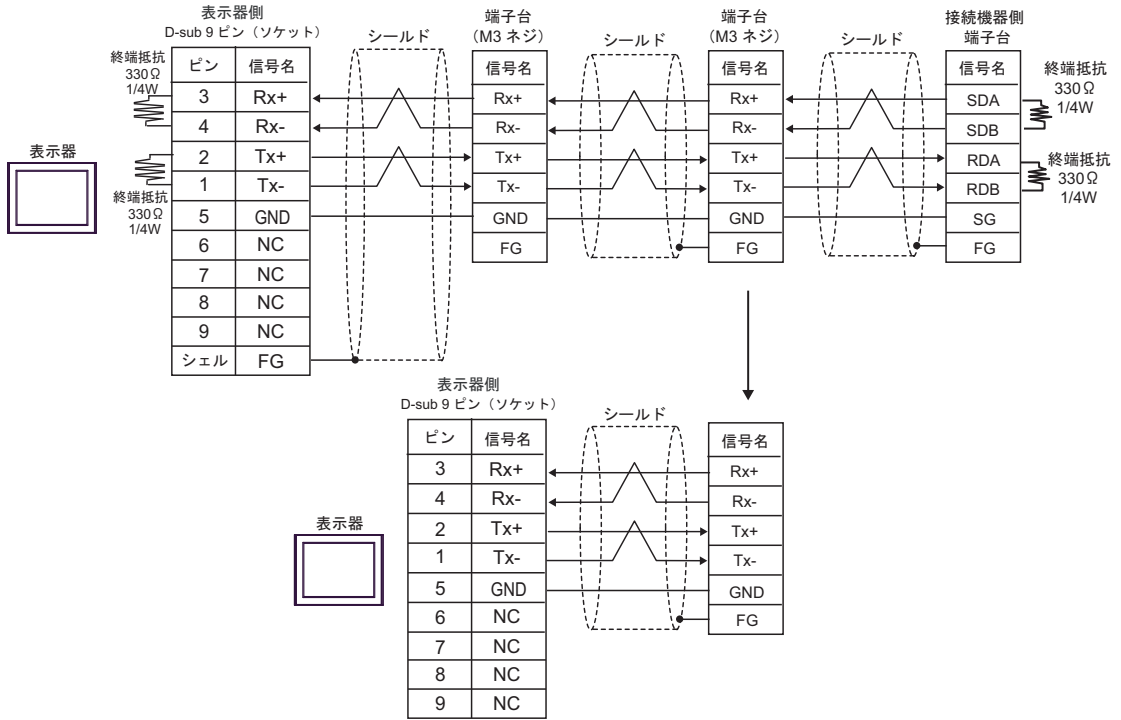 表示器側
D-sub 9 ピン（ソケット）
シールド
端子台
（M3 ネジ）
シールド
端子台
（M3 ネジ）
シールド
接続機器側
端子台
終端抵抗
330Ω
1/4W
ピン 信号名
3 Rx+
4 Rx-
2 Tx+
1 Tx-
5 GND
6 NC
7 NC
8 NC
9 NC
シェル FG
終端抵抗
330Ω
1/4W
表示器
信号名
Rx+
Rx-
Tx+
Tx-
GND
FG
信号名
Rx+
Rx-
Tx+
Tx-
GND
FG
信号名
SDA
SDB
RDA
RDB
SG
FG
終端抵抗
330Ω
1/4W
終端抵抗
330Ω
1/4W
表示器側
D-sub 9 ピン（ソケット）
シールド
ピン 信号名
3 Rx+
4 Rx-
2 Tx+
1 Tx-
5 GND
6 NC
7 NC
8 NC
9 NC
表示器
信号名
Rx+
Rx-
Tx+
Tx-
GND
FG